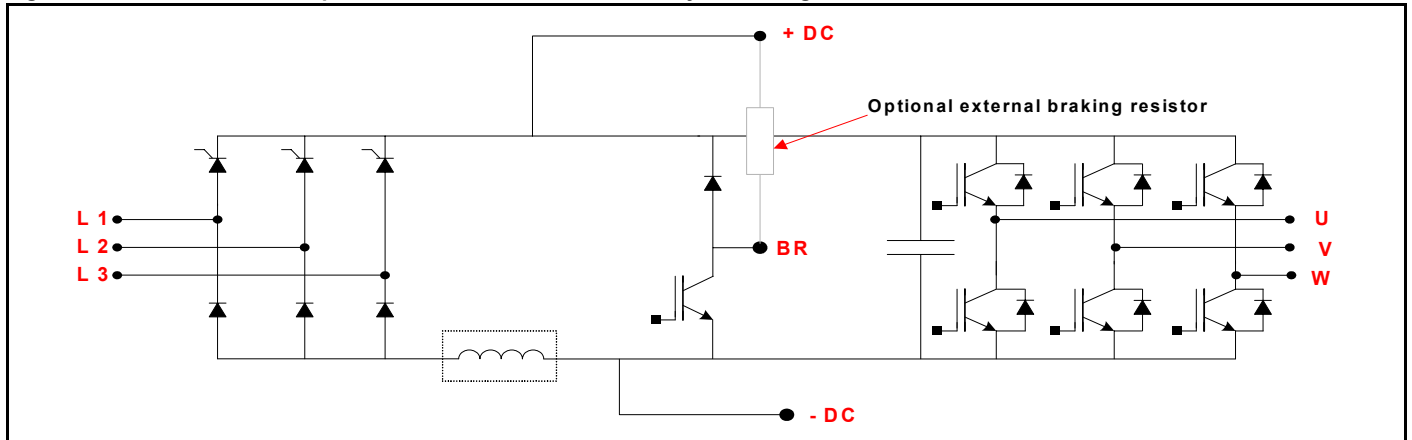 + DC
Optional external braking resistor
L 1
L 2
L 3
BR
U
V
W
- DC